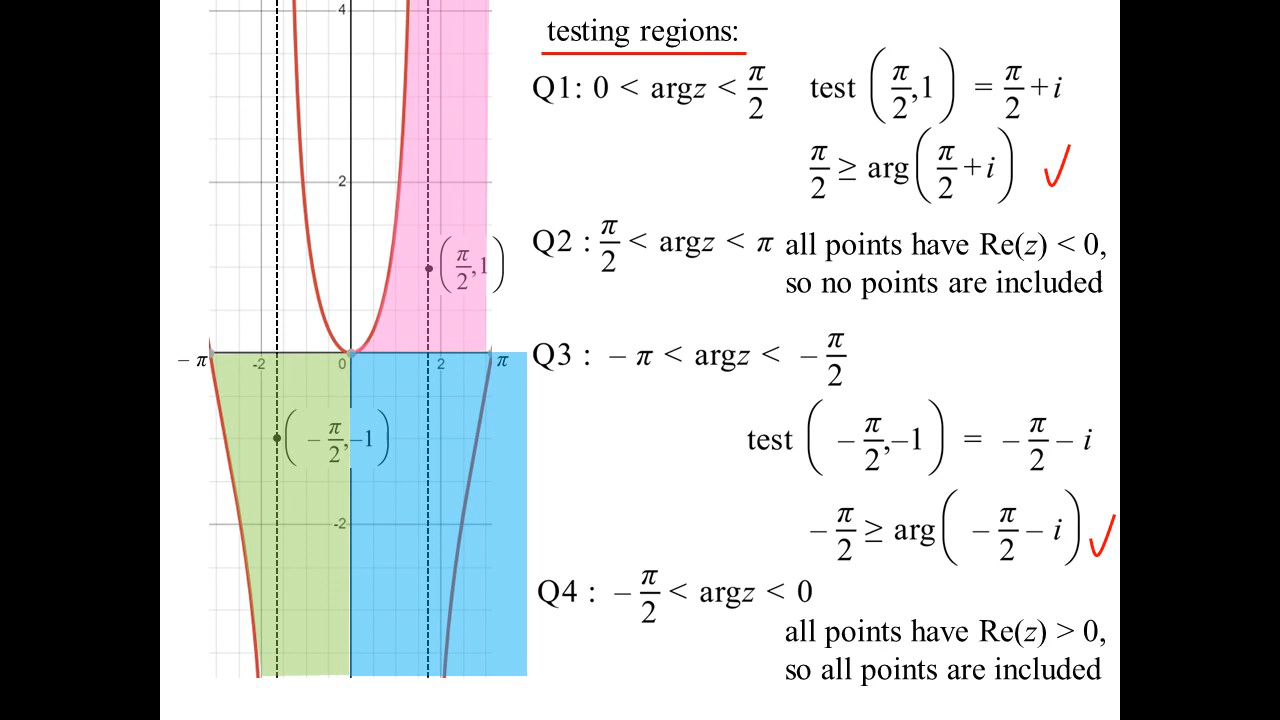 testing regions:
Q1: 0 < argz < π/2 test (π/2,1) = π/2 + i
π/2 ≥ arg(π/2 + i) ✓
Q2 : π/2 < argz < π all points have Re(z) < 0,
so no points are included
Q3 : − π < argz < − π/2
test (− π/2,−1) = − π/2 − i
− π/2 ≥ arg(− π/2 − i) ✓
Q4 : − π/2 < argz < 0
all points have Re(z) > 0,
so all points are included
4
2
(π/2,1)
− π -2 0 2 π
(− π/2,−1)
-2